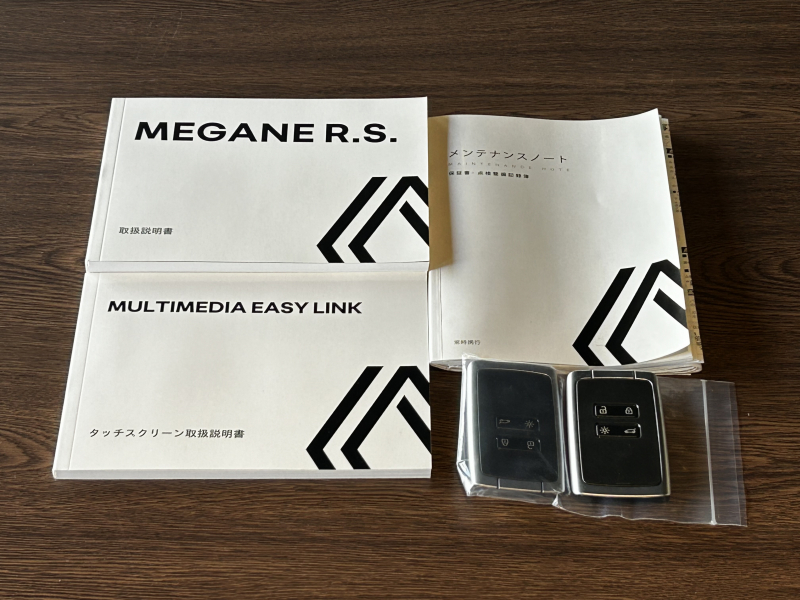 MEGANE R.S.
取扱説明書
メンテナンスノート
MAINTENANCE NOTE
保証書・点検整備記録簿
常時携行
MULTIMEDIA EASY LINK
タッチスクリーン取扱説明書